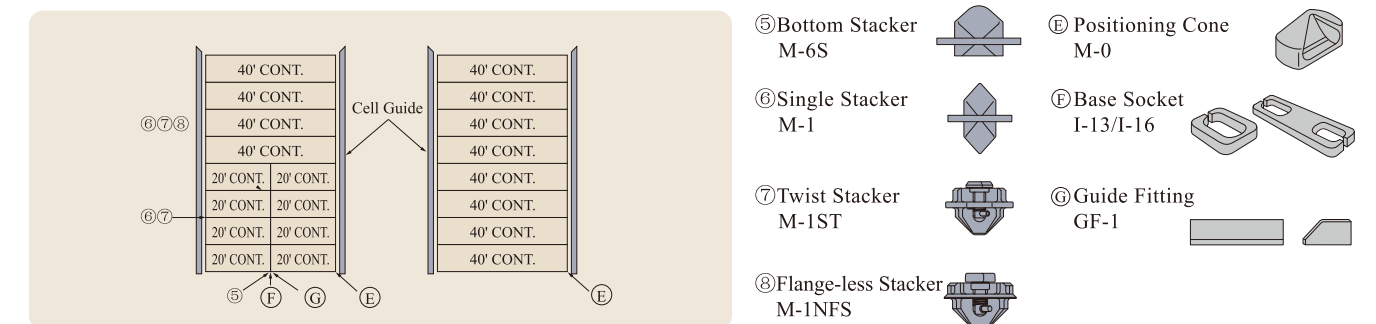 40' CONT.
40' CONT.
40' CONT.
40' CONT.
20' CONT. 20' CONT.
20' CONT. 20' CONT.
20' CONT. 20' CONT.
20' CONT. 20' CONT.
⑥⑦⑧
⑥⑦
⑤ Ⓕ Ⓖ Ⓔ
Cell Guide
40' CONT.
40' CONT.
40' CONT.
40' CONT.
40' CONT.
40' CONT.
40' CONT.
40' CONT.
Ⓔ
⑤Bottom Stacker
M-6S
⑥Single Stacker
M-1
⑦Twist Stacker
M-1ST
⑧Flange-less Stacker
M-1NFS
Ⓔ Positioning Cone
M-0
Ⓕ Base Socket
I-13/I-16
Ⓖ Guide Fitting
GF-1